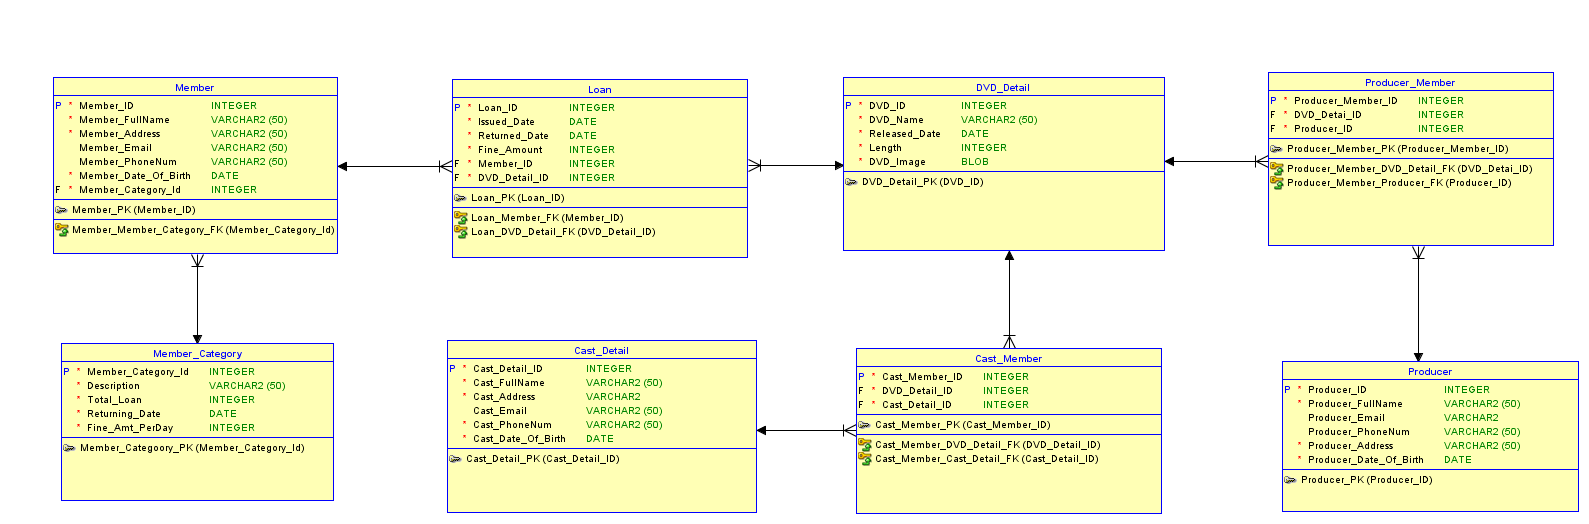 Member
P * Member_ID INTEGER
* Member_FullName VARCHAR2 (50)
* Member_Address VARCHAR2 (50)
Member_Email VARCHAR2 (50)
Member_PhoneNum VARCHAR2 (50)
* Member_Date_Of_Birth DATE
F * Member_Category_Id INTEGER
Member_PK (Member_ID)
Member_Member_Category_FK (Member_Category_Id)
Loan
P * Loan_ID INTEGER
* Issued_Date DATE
* Returned_Date DATE
* Fine_Amount INTEGER
F * Member_ID INTEGER
F * DVD_Detail_ID INTEGER
Loan_PK (Loan_ID)
Loan_Member_FK (Member_ID)
Loan_DVD_Detail_FK (DVD_Detail_ID)
DVD_Detail
P * DVD_ID INTEGER
* DVD_Name VARCHAR2 (50)
* Released_Date DATE
* Length INTEGER
* DVD_Image BLOB
DVD_Detail_PK (DVD_ID)
Producer_Member
P * Producer_Member_ID INTEGER
F * DVD_Detai_ID INTEGER
F * Producer_ID INTEGER
Producer_Member_PK (Producer_Member_ID)
Producer_Member_DVD_Detail_FK (DVD_Detai_ID)
Producer_Member_Producer_FK (Producer_ID)
Member_Category
P * Member_Category_Id INTEGER
* Description VARCHAR2 (50)
* Total_Loan INTEGER
* Returning_Date DATE
* Fine_Amt_PerDay INTEGER
Member_Categoory_PK (Member_Category_Id)
Cast_Detail
P * Cast_Detail_ID INTEGER
* Cast_FullName VARCHAR2 (50)
* Cast_Address VARCHAR2
Cast_Email VARCHAR2 (50)
* Cast_PhoneNum VARCHAR2 (50)
* Cast_Date_Of_Birth DATE
Cast_Detail_PK (Cast_Detail_ID)
Cast_Member
P * Cast_Member_ID INTEGER
F * DVD_Detail_ID INTEGER
F * Cast_Detail_ID INTEGER
Cast_Member_PK (Cast_Member_ID)
Cast_Member_DVD_Detail_FK (DVD_Detail_ID)
Cast_Member_Cast_Detail_FK (Cast_Detail_ID)
Producer
P * Producer_ID INTEGER
* Producer_FullName VARCHAR2 (50)
Producer_Email VARCHAR2
Producer_PhoneNum VARCHAR2 (50)
* Producer_Address VARCHAR2 (50)
* Producer_Date_Of_Birth DATE
Producer_PK (Producer_ID)